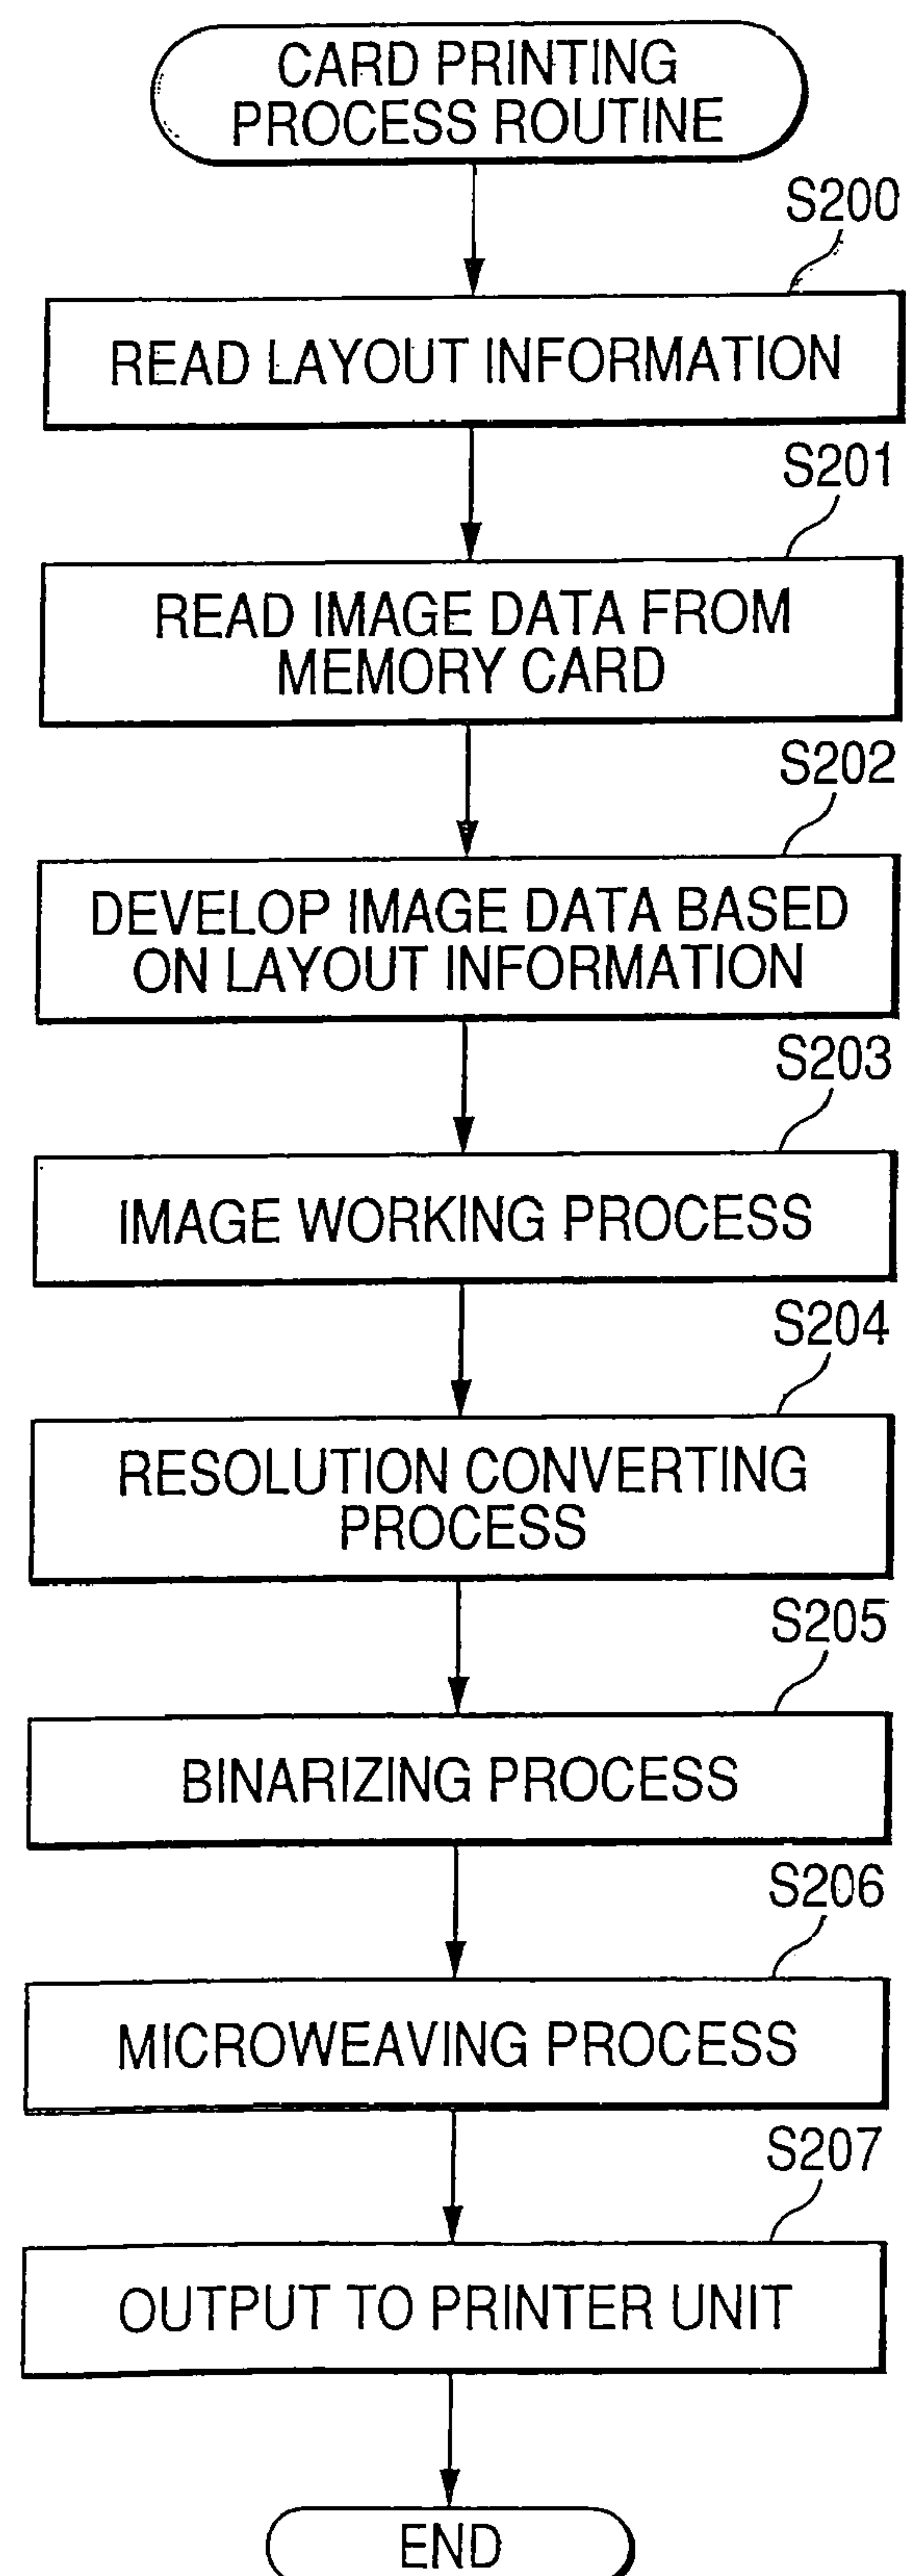 CARD PRINTING
PROCESS ROUTINE
S200
READ LAYOUT INFORMATION
S201
READ IMAGE DATA FROM
MEMORY CARD
S202
DEVELOP IMAGE DATA BASED
ON LAYOUT INFORMATION
S203
IMAGE WORKING PROCESS
S204
RESOLUTION CONVERTING
PROCESS
S205
BINARIZING PROCESS
S206
MICROWEAVING PROCESS
S207
OUTPUT TO PRINTER UNIT
END